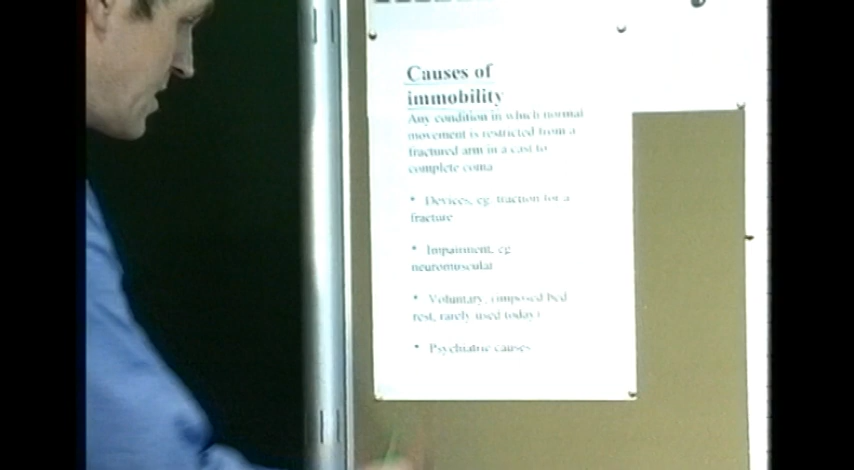 Causes of
immobility
Any condition in which normal
movement is restricted from a
fractured arm in a cast to
complete coma
* Devices, eg. traction for a
fracture
* Impairment, eg
neuromuscular
* Voluntary, (imposed bed
rest, rarely used today)
* Psychiatric causes